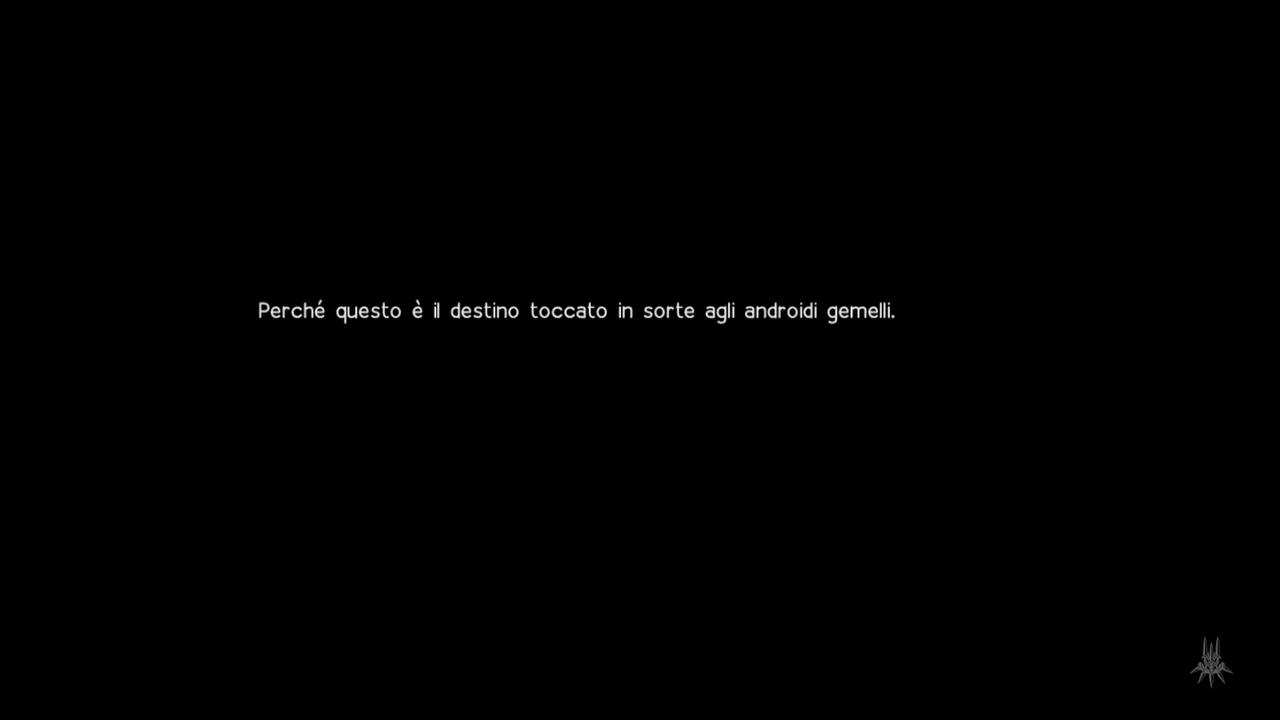 Perché questo è il destino toccato in sorte agli androidi gemelli.